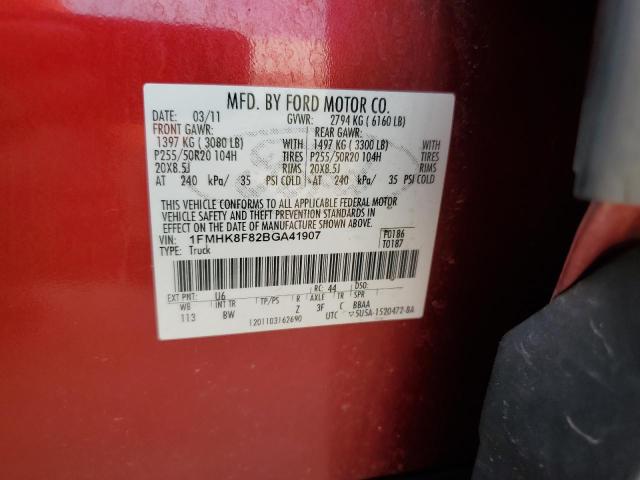 MFD. BY FORD MOTOR CO.
DATE: 03/11 GVWR: 2794 KG ( 6160 LB)
FRONT GAWR: REAR GAWR:
1397 KG ( 3080 LB) WITH 1497 KG ( 3300 LB) WITH
P255/50R20 104H TIRES P255/50R20 104H TIRES
20X8.5J RIMS 20X8.5J RIMS
AT 240 kPa/ 35 PSI COLD AT 240 kPa/ 35 PSI COLD
THIS VEHICLE CONFORMS TO ALL APPLICABLE FEDERAL MOTOR
VEHICLE SAFETY AND THEFT PREVENTION STANDARDS IN
EFFECT ON THE DATE OF MANUFACTURE SHOWN ABOVE.
VIN: 1FMHK8F82BGA41907 F0186
TYPE: Truck T0187
EXT PNT: U6 RC: 44 DSO:
WB INT TR TP/PS R AXLE TR SPR
113 BW Z 3F C BBAA
1201103162690 UTC ▽5USA-1520472-BA